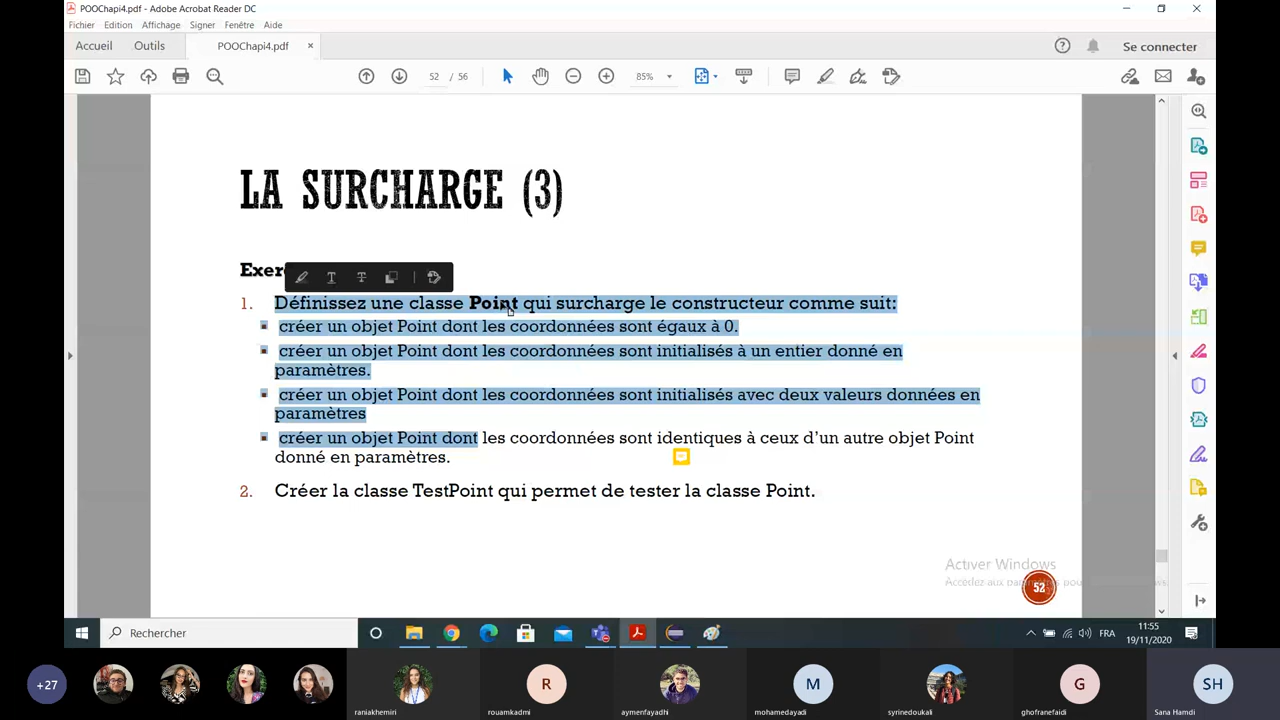 POOChapi4.pdf - Adobe Acrobat Reader DC
Fichier Edition Affichage Signer Fenêtre Aide
Accueil Outils POOChapi4.pdf × Se connecter
52 / 56 85%
LA SURCHARGE (3)
Exer
1. Définissez une classe Point qui surcharge le constructeur comme suit:
créer un objet Point dont les coordonnées sont égaux à 0.
créer un objet Point dont les coordonnées sont initialisés à un entier donné en
paramètres.
créer un objet Point dont les coordonnées sont initialisés avec deux valeurs données en
paramètres
créer un objet Point dont les coordonnées sont identiques à ceux d'un autre objet Point
donné en paramètres.
2. Créer la classe TestPoint qui permet de tester la classe Point.
Activer Windows
Accédez aux paramètres pou
52
Rechercher
FRA
11:55
19/11/2020
+27
R
M
G
SH
raniakhemiri
rouamkadmi
aymenfayadhi
mohamedayadi
syrinedoukali
ghofranefaidi
Sana Hamdi